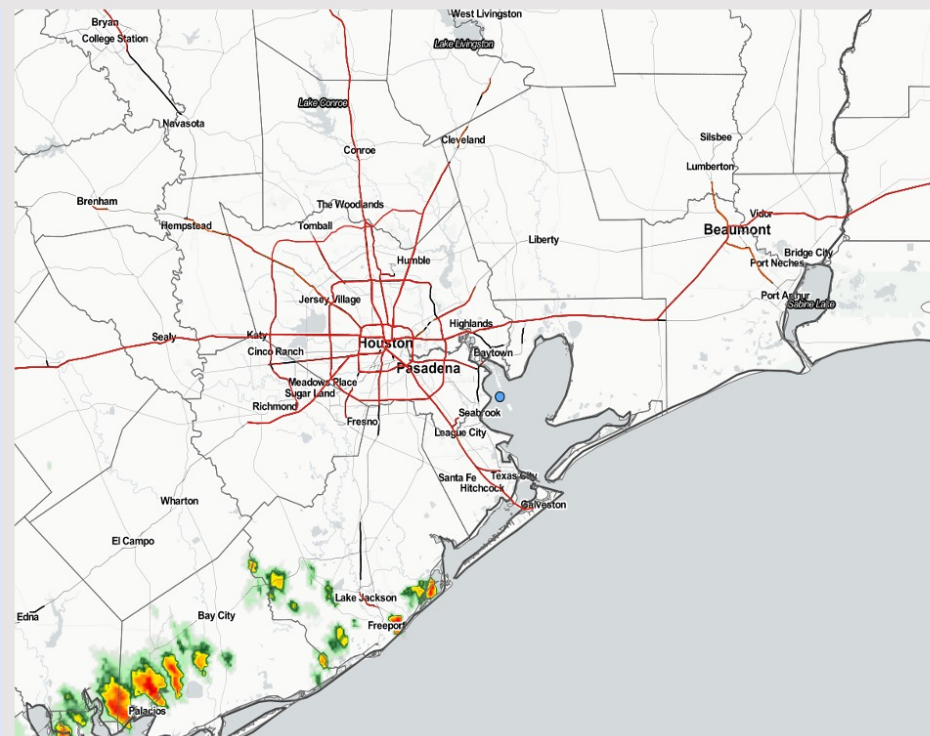 West Livingston
Bryan
College Station
Lake Livingston
Lake Conroe
Navasota
Cleveland
Silsbee
Conroe
Lumberton
Brenham
The Woodlands
Hempstead
Tomball
Vidor
Beaumont
Liberty
Bridge City
Humble
Port Neches
Jersey Village
Port Arthur
Sabine Lake
Highlands
Sealy
Katy
Houston
Cinco Ranch
Baytown
Pasadena
Meadows Place
Sugar Land
Richmond
Seabrook
Fresno
League City
Santa Fe
Texas City
Hitchcock
Galveston
Wharton
El Campo
Lake Jackson
Edna
Bay City
Freeport
Palacios